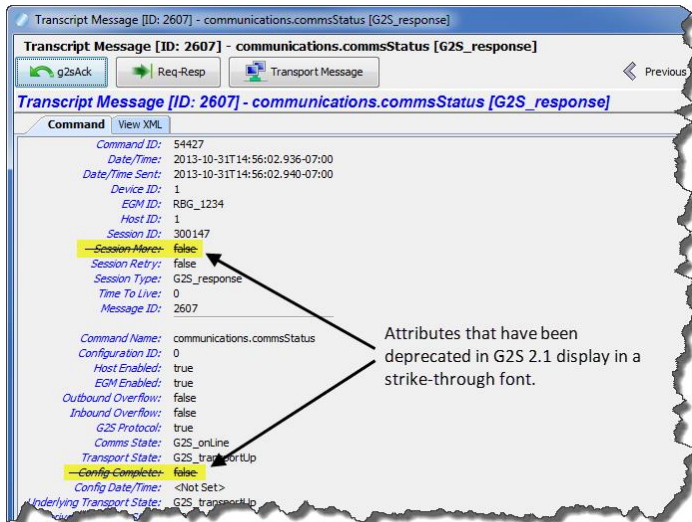 Transcript Message [ID: 2607] - communications.commsStatus [G2S_response]
Transcript Message [ID: 2607] - communications.commsStatus [G2S_response]
g2sAck Req-Resp Transport Message Previous
Transcript Message [ID: 2607] - communications.commsStatus [G2S_response]
Command View XML
Command ID: 54427
Date/Time: 2013-10-31T14:56:02.936-07:00
Date/Time Sent: 2013-10-31T14:56:02.940-07:00
Device ID: 1
EGM ID: RBG_1234
Host ID: 1
Session ID: 300147
Session More: false
Session Retry: false
Session Type: G2S_response
Time To Live: 0
Message ID: 2607
Command Name: communications.commsStatus
Configuration ID: 0
Host Enabled: true
EGM Enabled: true
Outbound Overflow: false
Inbound Overflow: false
G2S Protocol: true
Comms State: G2S_onLine
Transport State: G2S_transportUp
Config Complete: false
Config Date/Time: <Not Set>
Underlying Transport State: G2S_transportUp
Attributes that have been
deprecated in G2S 2.1 display in a
strike-through font.